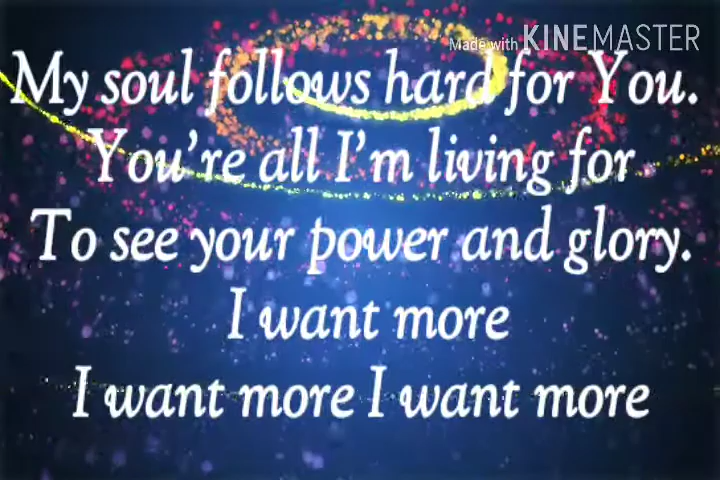 Made with KINEMASTER
My soul follows hard for You.
You're all I'm living for
To see your power and glory.
I want more
I want more I want more